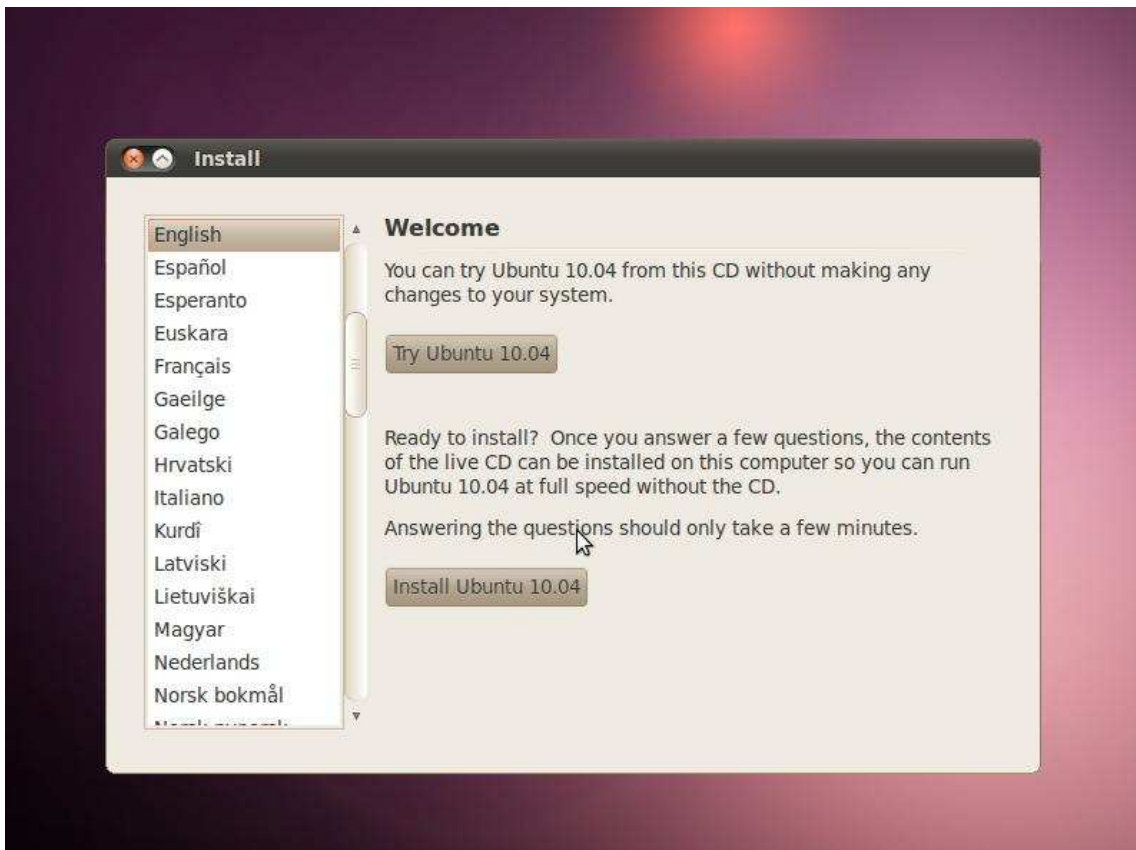 Install
English
Español
Esperanto
Euskara
Français
Gaeilge
Galego
Hrvatski
Italiano
Kurdî
Latviski
Lietuviškai
Magyar
Nederlands
Norsk bokmål
Welcome
You can try Ubuntu 10.04 from this CD without making any
changes to your system.
Try Ubuntu 10.04
Ready to install?  Once you answer a few questions, the contents
of the live CD can be installed on this computer so you can run
Ubuntu 10.04 at full speed without the CD.
Answering the questions should only take a few minutes.
Install Ubuntu 10.04